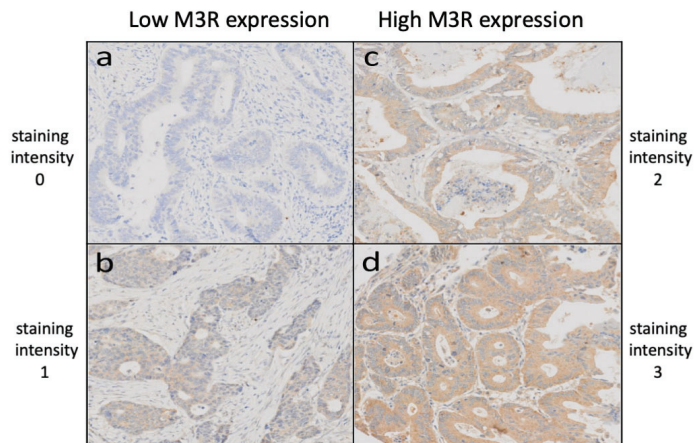 Low M3R expression
High M3R expression
a
c
staining
intensity
0
staining
intensity
2
b
d
staining
intensity
1
staining
intensity
3